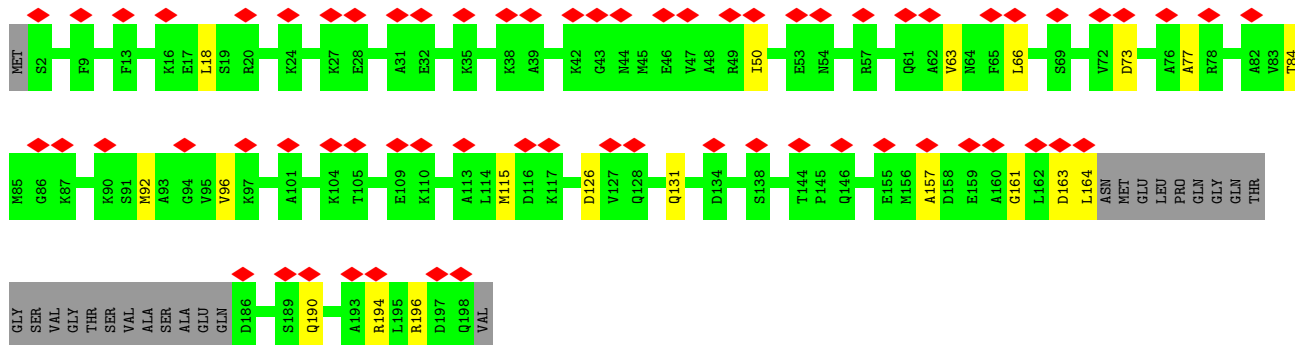 MET S2 F9 F13 K16 E17 L18 S19 R20 K24 K27 E28 A31 E32 K35 K38 A39 K42 G43 N44 M45 E46 V47 A48 R49 I50 E53 N54 R57 Q61 A62 V63 N64 F65 L66 S69 V72 D73 A76 A77 R78 A82 V83 T84
M85 G86 K87 K90 S91 M92 A93 G94 V95 V96 K97 A101 K104 T105 E109 K110 A113 L114 M115 D116 K117 D126 V127 Q128 Q131 D134 S138 T144 P145 Q146 E155 M156 A157 D158 E159 A160 G161 L162 D163 L164 ASN MET GLU LEU PRO GLN GLY GLN THR
GLY SER VAL GLY THR SER VAL ALA SER ALA GLU GLN D186 S189 Q190 A193 R194 L195 R196 D197 Q198 VAL